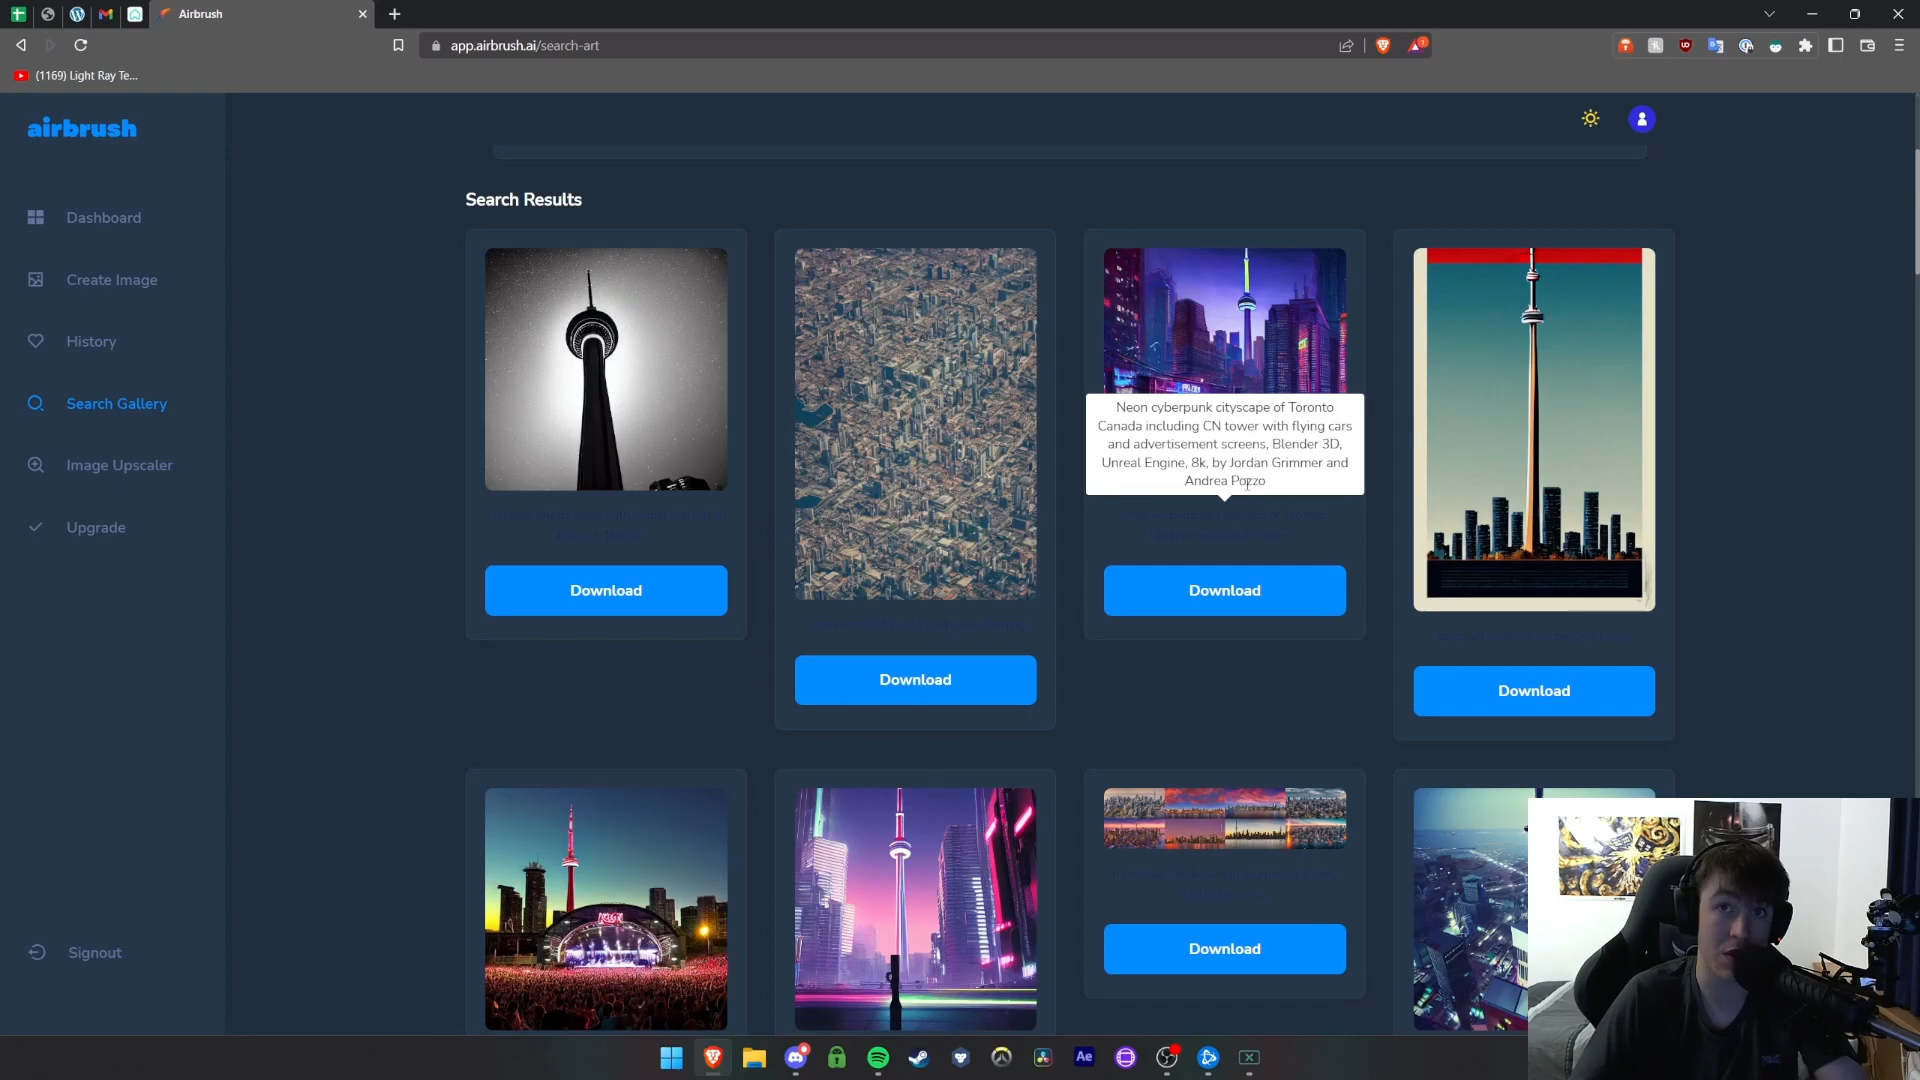 Airbrush
app.airbrush.ai/search-art
1
(1169) Light Ray Te...
airbrush
Dashboard
Create Image
History
Search Gallery
Image Upscaler
Upgrade
Signout
Search Results
Neon cyberpunk cityscape of Toronto
Canada including CN tower with flying cars
and advertisement screens, Blender 3D,
Unreal Engine, 8k, by Jordan Grimmer and
Andrea Pozzo
Download
Download
Download
Download
Download
Ae